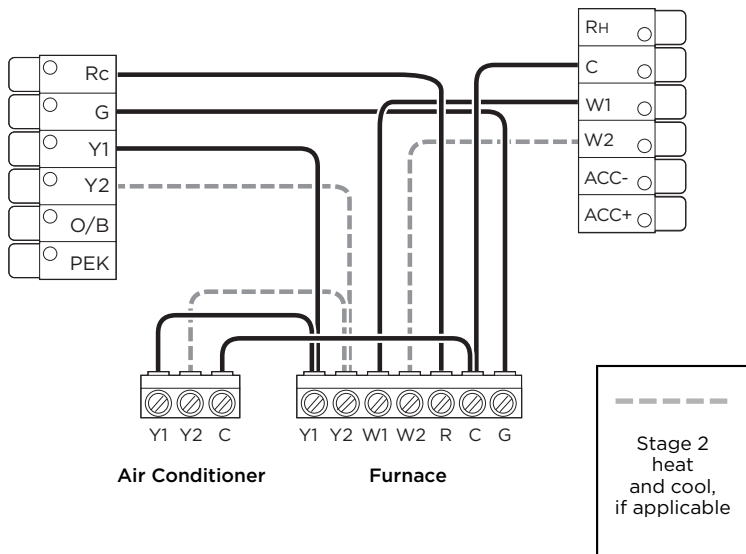 Rc
G
Y1
Y2
O/B
PEK
RH
C
W1
W2
ACC-
ACC+
Y1 Y2 C
Air Conditioner
Y1 Y2 W1 W2 R C G
Furnace
Stage 2
heat
and cool,
if applicable